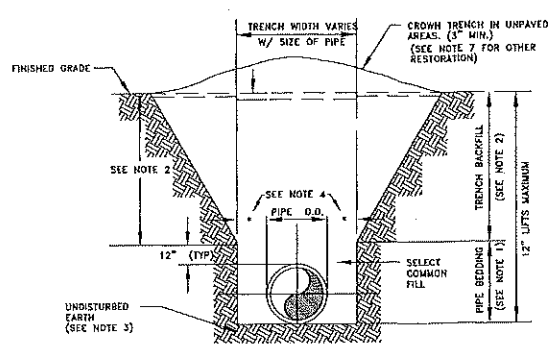 TRENCH WIDTH VARIES
W/ SIZE OF PIPE
CROWN TRENCH IN UNPAVED
AREAS. (3" MIN.)
(SEE NOTE 7 FOR OTHER
RESTORATION)
FINISHED GRADE
SEE NOTE 2
SEE NOTE 4
PIPE O.D.
12" (TYP)
SELECT
COMMON
FILL
UNDISTURBED
EARTH
(SEE NOTE 3)
TRENCH BACKFILL
(SEE NOTE 2)
PIPE BEDDING
(SEE NOTE 1)
12" LIFTS MAXIMUM